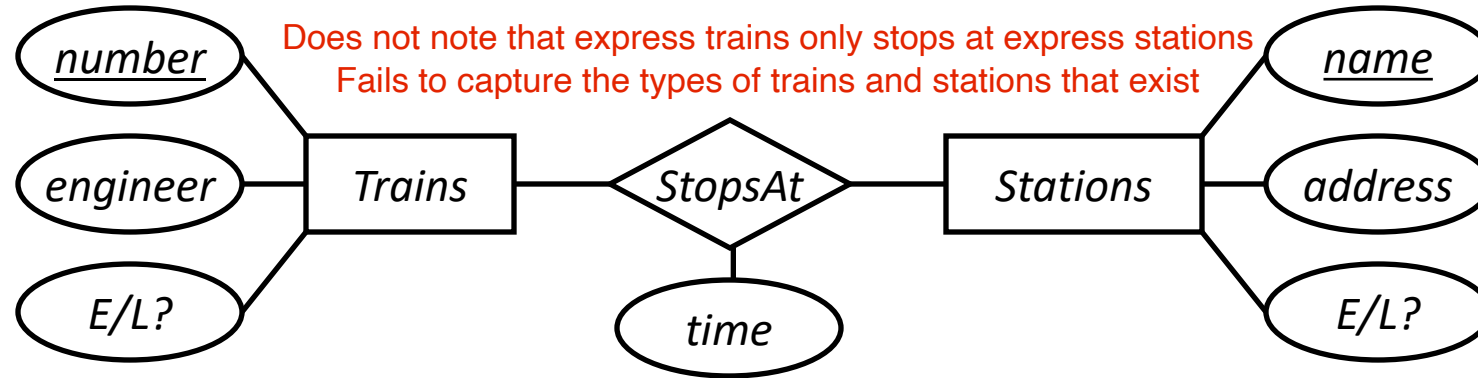 Does not note that express trains only stops at express stations
Fails to capture the types of trains and stations that exist
number
name
engineer
Trains
StopsAt
Stations
address
E/L?
time
E/L?